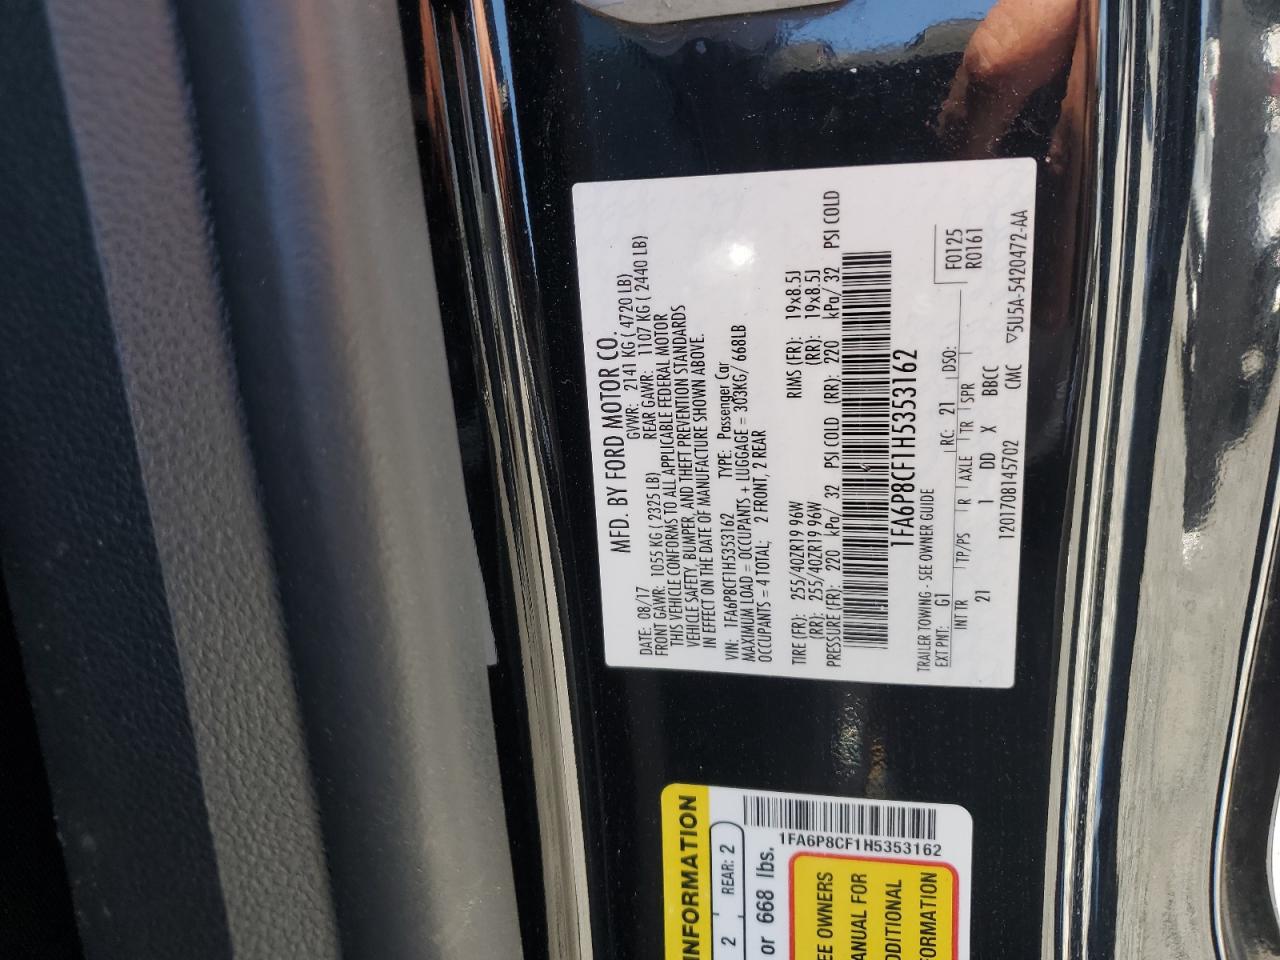 MFD. BY FORD MOTOR CO.
DATE: 08/17 GVWR: 2141 KG ( 4720 LB)
FRONT GAWR: 1055 KG ( 2325 LB) REAR GAWR: 1107 KG ( 2440 LB)
THIS VEHICLE CONFORMS TO ALL APPLICABLE FEDERAL MOTOR
VEHICLE SAFETY, BUMPER, AND THEFT PREVENTION STANDARDS
IN EFFECT ON THE DATE OF MANUFACTURE SHOWN ABOVE.
VIN: 1FA6P8CF1H5353162 TYPE: Passenger Car
MAXIMUM LOAD = OCCUPANTS + LUGGAGE = 303KG/ 668LB
OCCUPANTS = 4 TOTAL; 2 FRONT, 2 REAR
TIRE (FR): 255/40ZR19 96W RIMS (FR): 19x8.5J
(RR): 255/40ZR19 96W (RR): 19x8.5J
PRESSURE (FR): 220 kPa/ 32 PSI COLD (RR): 220 kPa/ 32 PSI COLD
1FA6P8CF1H5353162
TRAILER TOWING - SEE OWNER GUIDE
EXT PNT: G1 RC: 21 DSO: F0125
INT TR TP/PS R AXLE TR SPR R0161
21 1 DD X BBCC
1201708145702 CMC 5U5A-5420472-AA
INFORMATION
2 REAR: 2
or 668 lbs.
1FA6P8CF1H5353162
EE OWNERS
ANUAL FOR
DDITIONAL
FORMATION